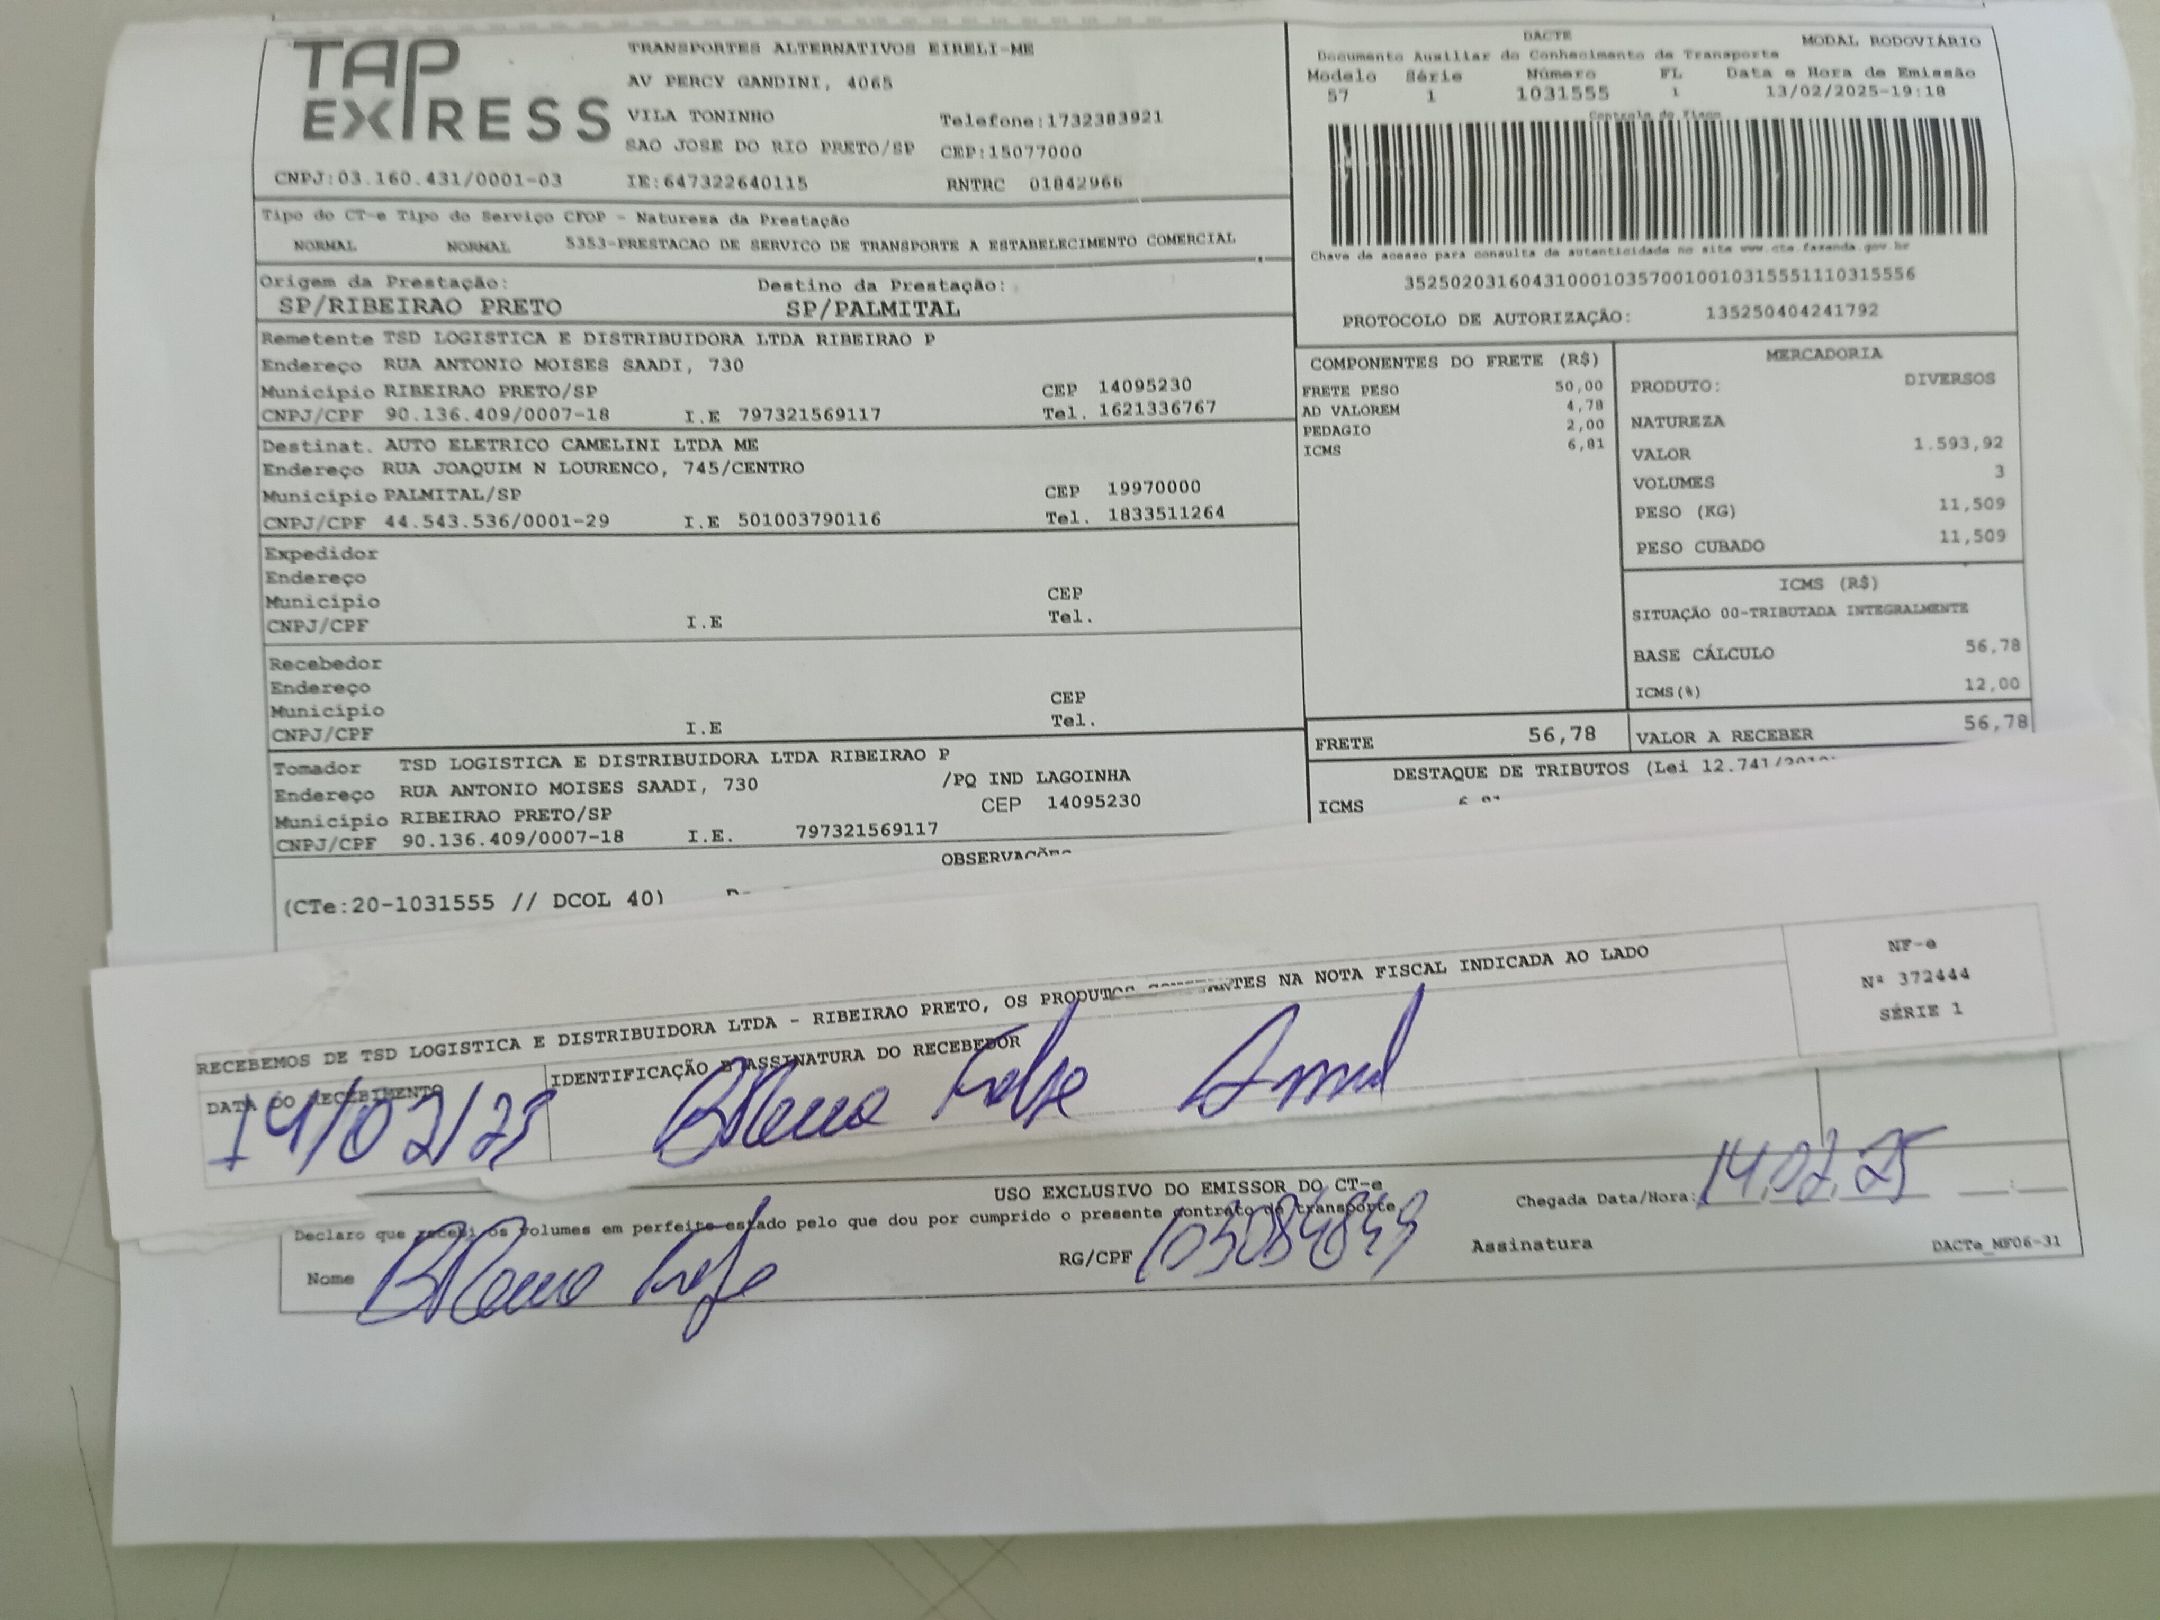 TAP EXPRESS
TRANSPORTES ALTERNATIVOS EIRELI-ME
AV PERCY GANDINI, 4065
VILA TONINHO Telefone:1732383921
SAO JOSE DO RIO PRETO/SP CEP:15077000
CNPJ:03.160.431/0001-03 IE:647322640115 RNTRC 01842966
DACTE MODAL RODOVIÁRIO
Documento Auxiliar do Conhecimento de Transporte
Modelo Série Número FL Data e Hora de Emissão
57 1 1031555 1 13/02/2025-19:18
Controle do Fisco
Chave de acesso para consulta de autenticidade no site www.cte.fazenda.gov.br
35250203160431000103570010010315551110315556
PROTOCOLO DE AUTORIZAÇÃO: 135250404241792
Tipo do CT-e Tipo do Serviço CFOP - Natureza da Prestação
NORMAL NORMAL 5353-PRESTACAO DE SERVICO DE TRANSPORTE A ESTABELECIMENTO COMERCIAL
Origem da Prestação: Destino da Prestação:
SP/RIBEIRAO PRETO SP/PALMITAL
Remetente TSD LOGISTICA E DISTRIBUIDORA LTDA RIBEIRAO P
Endereço RUA ANTONIO MOISES SAADI, 730
Município RIBEIRAO PRETO/SP CEP 14095230
CNPJ/CPF 90.136.409/0007-18 I.E 797321569117 Tel. 1621336767
Destinat. AUTO ELETRICO CAMELINI LTDA ME
Endereço RUA JOAQUIM N LOURENCO, 745/CENTRO
Município PALMITAL/SP CEP 19970000
CNPJ/CPF 44.543.536/0001-29 I.E 501003790116 Tel. 1833511264
Expedidor
Endereço
Município CEP
CNPJ/CPF I.E Tel.
Recebedor
Endereço
Município CEP
CNPJ/CPF I.E Tel.
Tomador TSD LOGISTICA E DISTRIBUIDORA LTDA RIBEIRAO P
Endereço RUA ANTONIO MOISES SAADI, 730 /PQ IND LAGOINHA
Município RIBEIRAO PRETO/SP CEP 14095230
CNPJ/CPF 90.136.409/0007-18 I.E. 797321569117
COMPONENTES DO FRETE (R$)
FRETE PESO 50,00
AD VALOREM 4,78
PEDAGIO 2,00
ICMS 6,81
MERCADORIA
PRODUTO: DIVERSOS
NATUREZA
VALOR 1.593,92
VOLUMES 3
PESO (KG) 11,509
PESO CUBADO 11,509
ICMS (R$)
SITUAÇÃO 00-TRIBUTADA INTEGRALMENTE
BASE CÁLCULO 56,78
ICMS(%) 12,00
FRETE 56,78 VALOR A RECEBER 56,78
DESTAQUE DE TRIBUTOS (Lei 12.741/
ICMS
(CTe:20-1031555 // DCOL 40)
RECEBEMOS DE TSD LOGISTICA E DISTRIBUIDORA LTDA - RIBEIRAO PRETO, OS NA NOTA FISCAL INDICADA AO LADO
DATA DO RECEBIMENTO IDENTIFICAÇÃO E ASSINATURA DO RECEBEDOR
14/02/25
NF-e
Nº 372444
SÉRIE 1
USO EXCLUSIVO DO EMISSOR DO CT-e
Chegada Data/Hora: 14,02,25
Declaro que recebi os volumes em perfeito estado pelo que dou por cumprido o presente contrato de transporte
Nome RG/CPF Assinatura DACTe_MF06-31